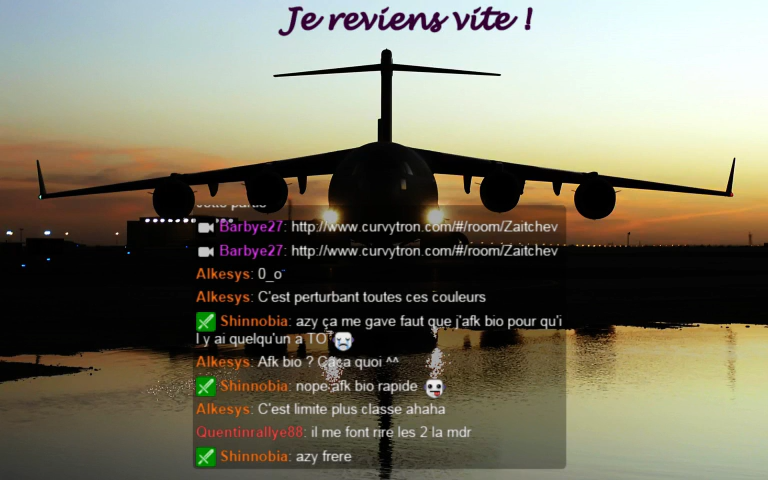 Je reviens vite !
Barbye27: http://www.curvytron.com/#/room/Zaitchev
Barbye27: http://www.curvytron.com/#/room/Zaitchev
Alkesys: 0_o
Alkesys: C'est perturbant toutes ces couleurs
Shinnobia: azy ça me gave faut que j'afk bio pour qu'i
l y ai quelqu'un a TO
Alkesys: Afk bio ? Caca quoi ^^
Shinnobia: nope afk bio rapide
Alkesys: C'est limite plus classe ahaha
Quentinrallye88: il me font rire les 2 la mdr
Shinnobia: azy frere